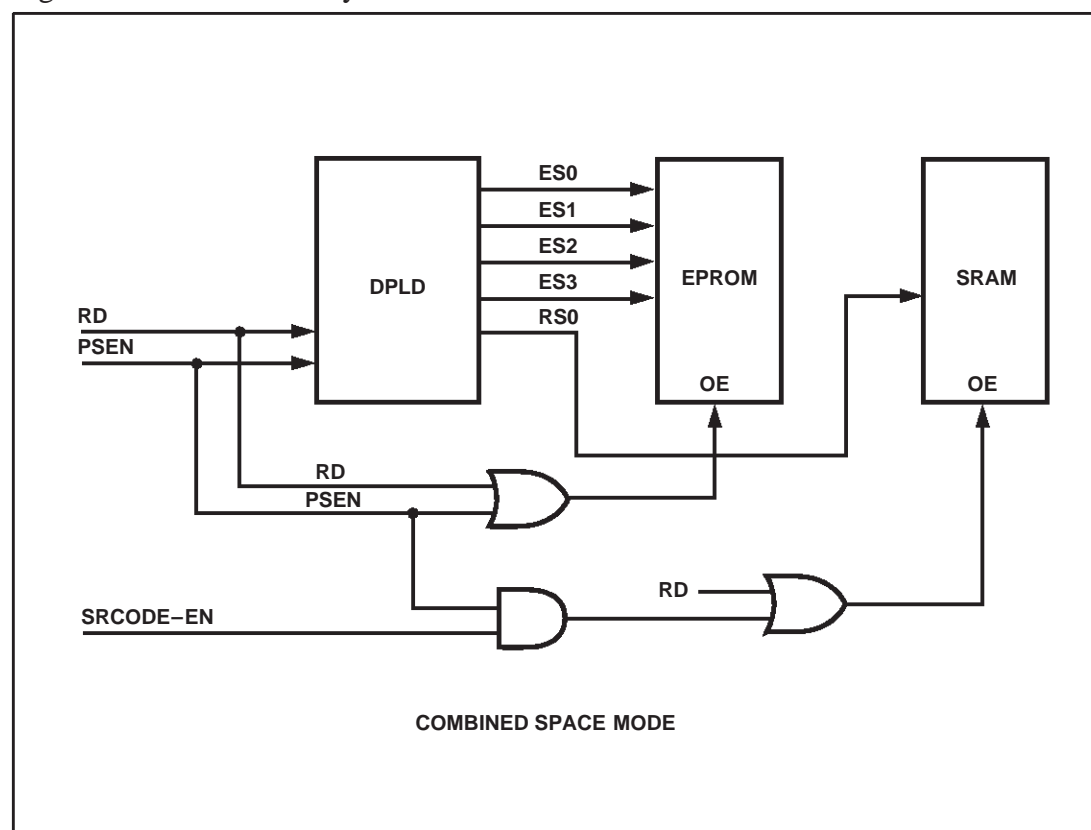 ES0
ES1
ES2
ES3
RS0
DPLD
EPROM
SRAM
RD
PSEN
OE
OE
RD
PSEN
RD
SRCODE–EN
COMBINED SPACE MODE